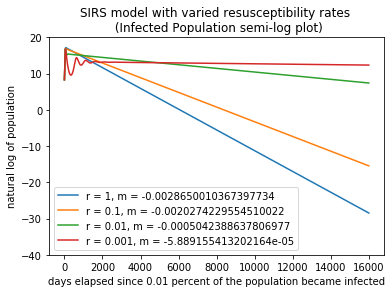 SIRS model with varied resusceptibility rates
(Infected Population semi-log plot)
natural log of population
20
10
0
−10
−20
−30
−40
r = 1, m = -0.0028650010367397734
r = 0.1, m = -0.0020274229554510022
r = 0.01, m = -0.0005042388637806977
r = 0.001, m = -5.889155413202164e-05
0 2000 4000 6000 8000 10000 12000 14000 16000
days elapsed since 0.01 percent of the population became infected